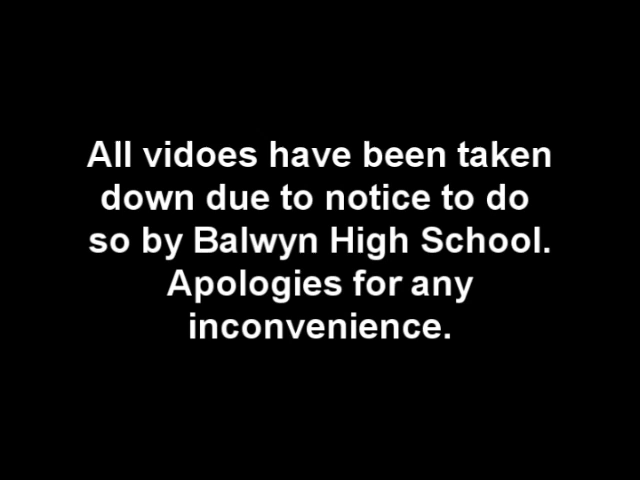 All vidoes have been taken
down due to notice to do
so by Balwyn High School.
Apologies for any
inconvenience.